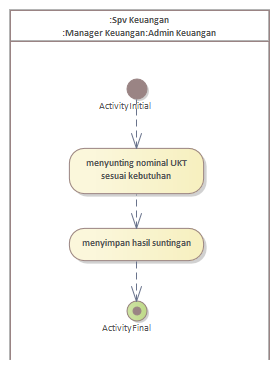 :Spv Keuangan
:Manager Keuangan:Admin Keuangan
ActivityInitial
menyunting nominal UKT
sesuai kebutuhan
menyimpan hasil suntingan
ActivityFinal